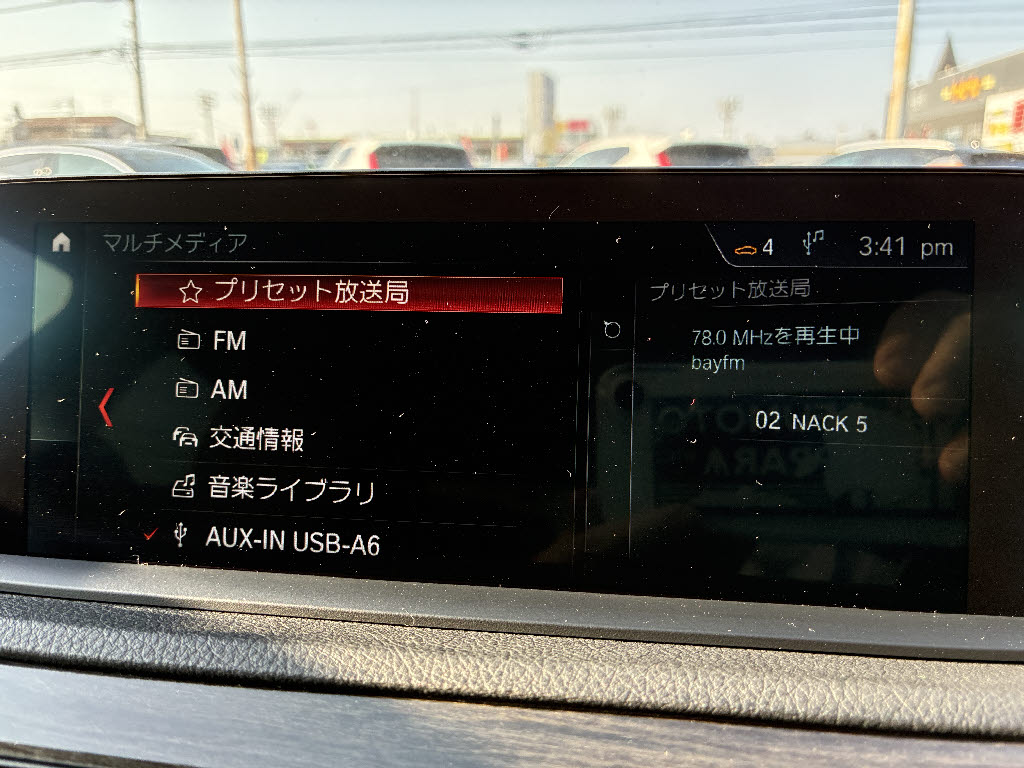 マルチメディア
4
3:41 pm
プリセット放送局
FM
AM
交通情報
音楽ライブラリ
AUX-IN USB-A6
プリセット放送局
78.0 MHzを再生中
bayfm
02 NACK 5